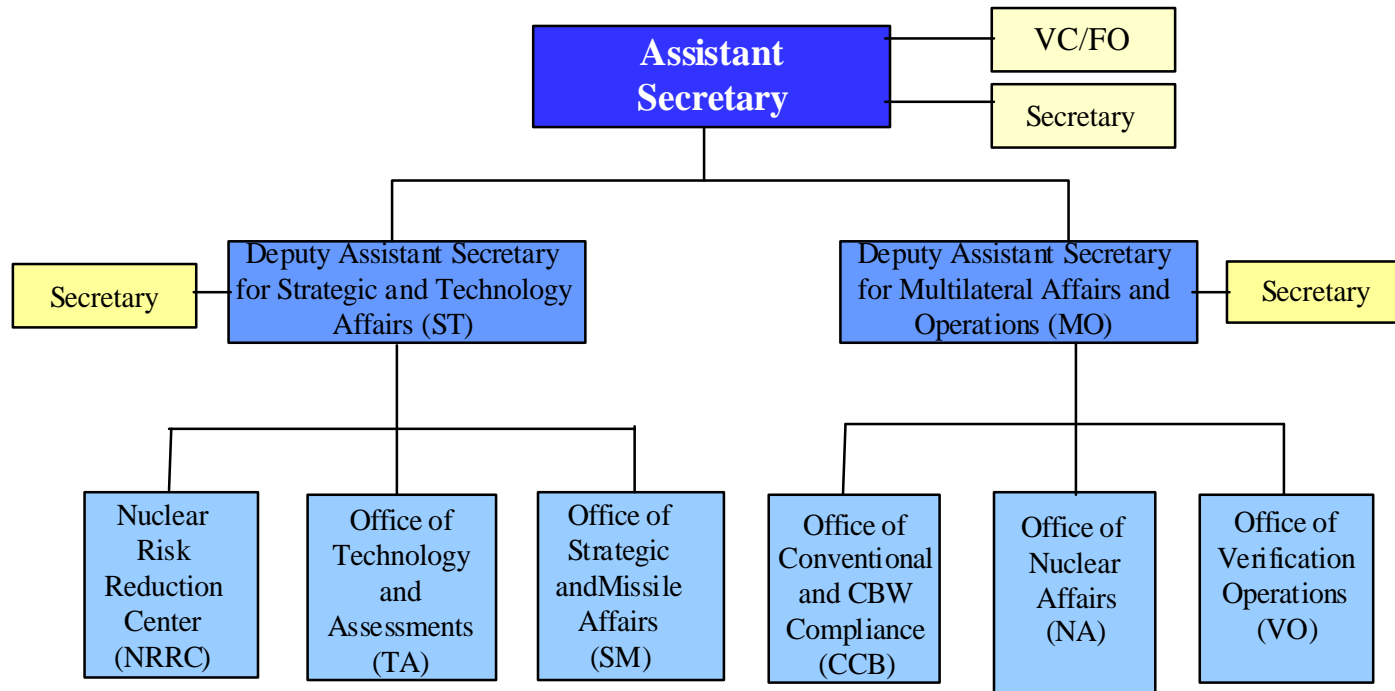 Assistant
Secretary
VC/FO
Secretary
Secretary
Deputy Assistant Secretary
for Strategic and Technology
Affairs (ST)
Deputy Assistant Secretary
for Multilateral Affairs and
Operations (MO)
Secretary
Nuclear
Risk
Reduction
Center
(NRRC)
Office of
Technology
and
Assessments
(TA)
Office of
Strategic
andMissile
Affairs
(SM)
Office of
Conventional
and CBW
Compliance
(CCB)
Office of
Nuclear
Affairs
(NA)
Office of
Verification
Operations
(VO)